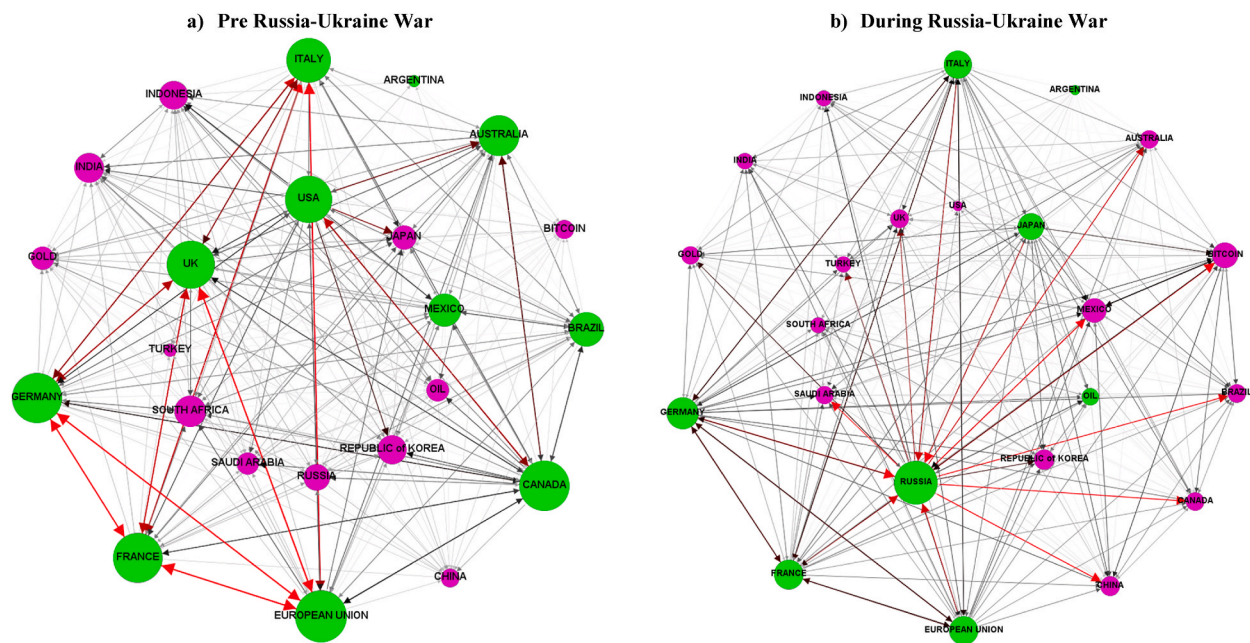 a) Pre Russia-Ukraine War
ITALY
ARGENTINA
INDONESIA
AUSTRALIA
INDIA
USA
BITCOIN
JAPAN
GOLD
UK
MEXICO
BRAZIL
TURKEY
OIL
GERMANY
SOUTH AFRICA
REPUBLIC of KOREA
SAUDI ARABIA
RUSSIA
CANADA
FRANCE
CHINA
EUROPEAN UNION
b) During Russia-Ukraine War
ITALY
ARGENTINA
INDONESIA
AUSTRALIA
INDIA
USA
UK
JAPAN
GOLD
BITCOIN
TURKEY
MEXICO
SOUTH AFRICA
SAUDI ARABIA
BRAZIL
OIL
GERMANY
REPUBLIC of KOREA
RUSSIA
CANADA
FRANCE
CHINA
EUROPEAN UNION